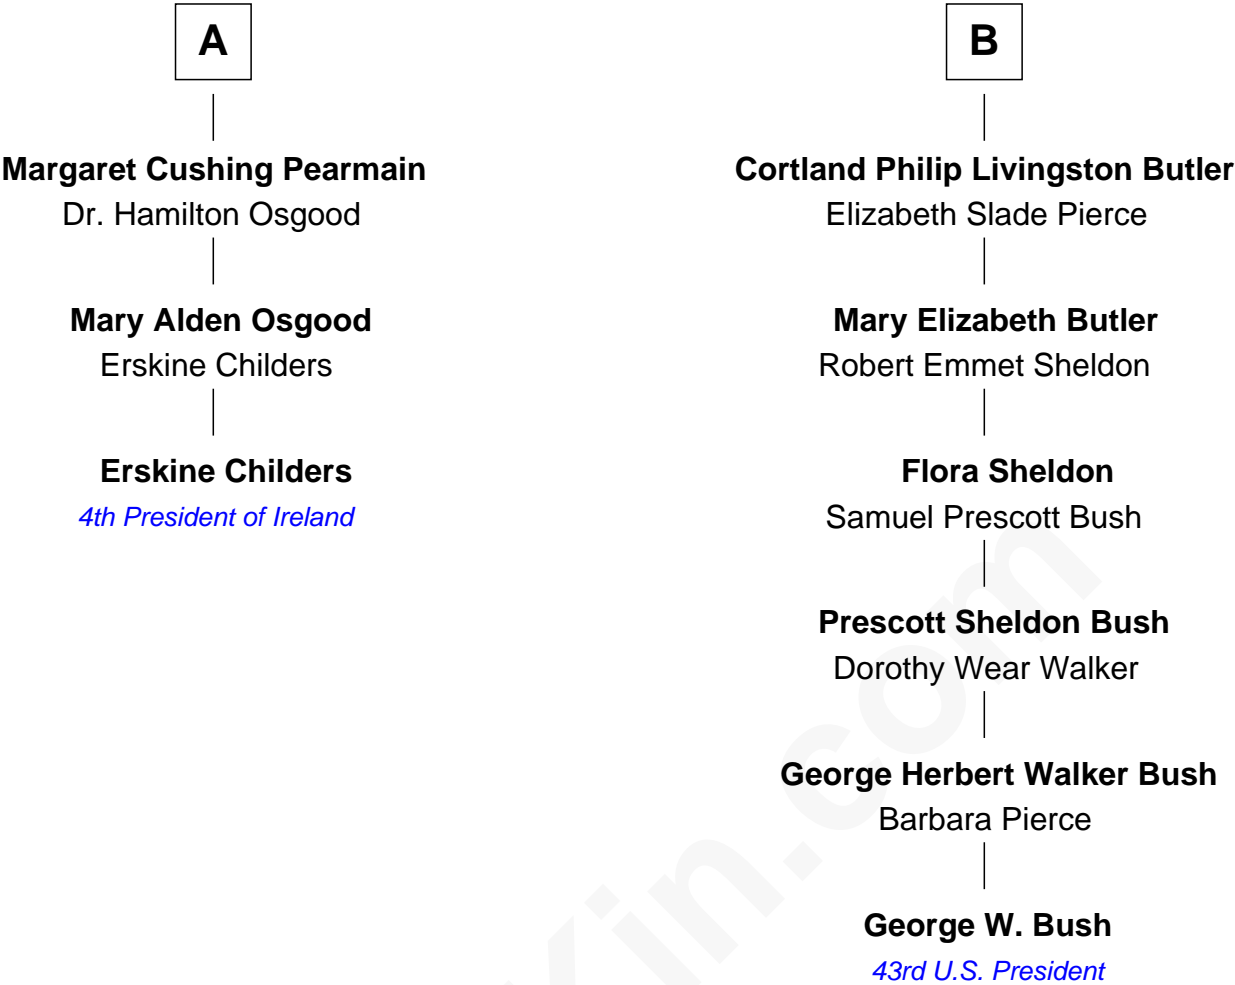 A
Margaret Cushing Pearmain
Dr. Hamilton Osgood
Mary Alden Osgood
Erskine Childers
Erskine Childers
4th President of Ireland
B
Cortland Philip Livingston Butler
Elizabeth Slade Pierce
Mary Elizabeth Butler
Robert Emmet Sheldon
Flora Sheldon
Samuel Prescott Bush
Prescott Sheldon Bush
Dorothy Wear Walker
George Herbert Walker Bush
Barbara Pierce
George W. Bush
43rd U.S. President
Kin.com